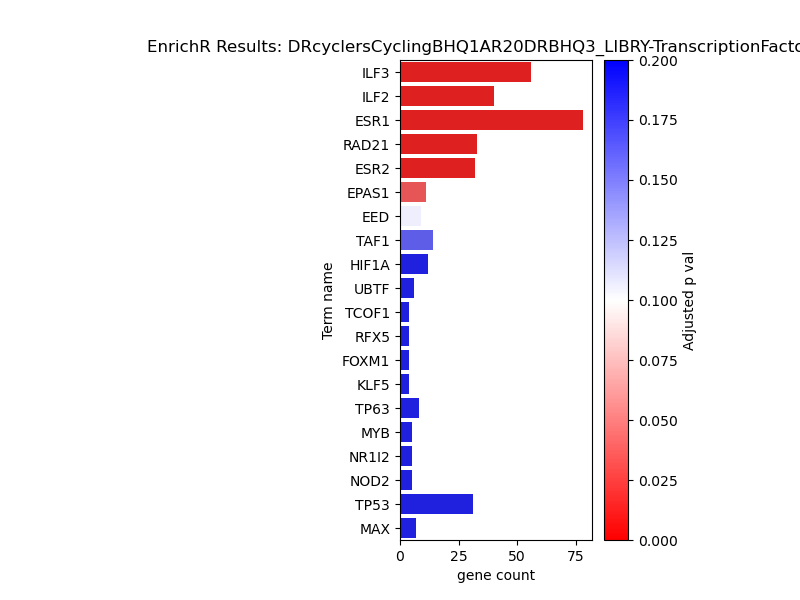 EnrichR Results: DRcyclersCyclingBHQ1AR20DRBHQ3_LIBRY-TranscriptionFacto
ILF3
ILF2
ESR1
RAD21
ESR2
EPAS1
EED
TAF1
HIF1A
UBTF
TCOF1
RFX5
FOXM1
KLF5
TP63
MYB
NR1I2
NOD2
TP53
MAX
Term name
0 25 50 75
gene count
0.200
0.175
0.150
0.125
0.100
0.075
0.050
0.025
0.000
Adjusted p val